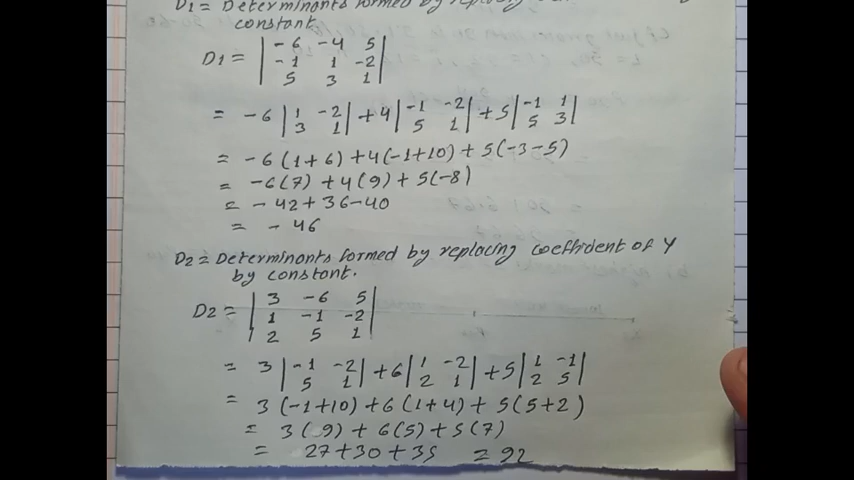 D1 = Determinants formed by replacing
constant.
D1 = | -6 -4 5 |
| -1 1 -2 |
| 5 3 1 |
= -6 | 1 -2 | +4 | -1 -2 | +5 | -1 1 |
| 3 1 | | 5 1 | | 5 3 |
= -6(1+6) +4(-1+10) + 5(-3-5)
= -6(7) + 4(9) + 5(-8)
= -42 + 36 - 40
= -46
D2 = Determinants formed by replacing coefficient of Y
by constant.
D2 = | 3 -6 5 |
| 1 -1 -2 |
| 2 5 1 |
= 3 | -1 -2 | +6 | 1 -2 | +5 | 1 -1 |
| 5 1 | | 2 1 | | 2 5 |
= 3(-1+10) + 6(1+4) + 5(5+2)
= 3(9) + 6(5) + 5(7)
= 27+30+35 = 92